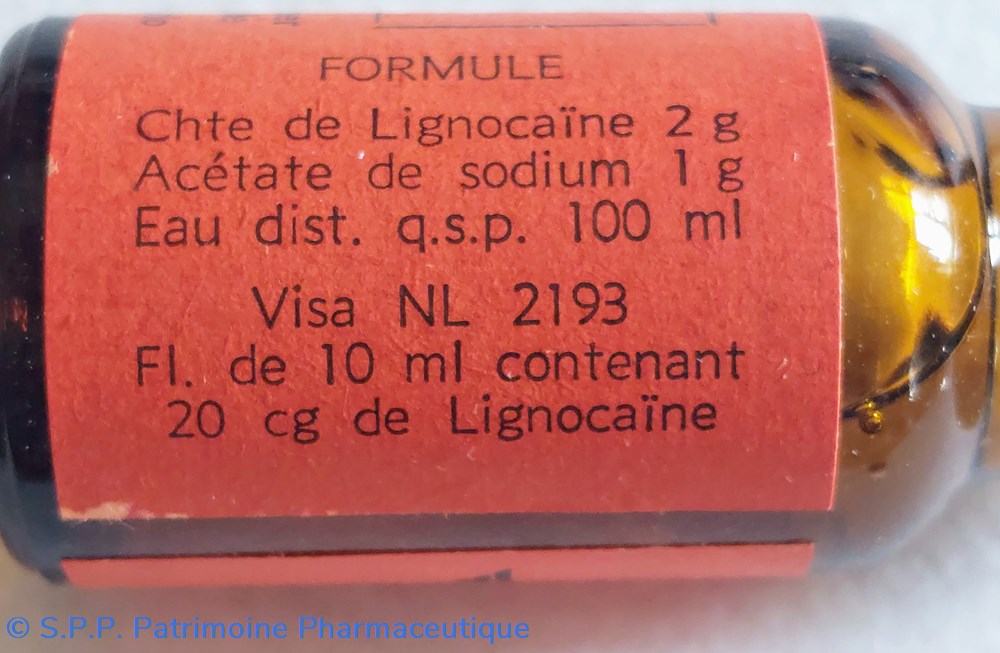 FORMULE
Chte de Lignocaïne 2 g
Acétate de sodium 1 g
Eau dist. q.s.p. 100 ml
Visa NL 2193
Fl. de 10 ml contenant
20 cg de Lignocaïne
© S.P.P. Patrimoine Pharmaceutique